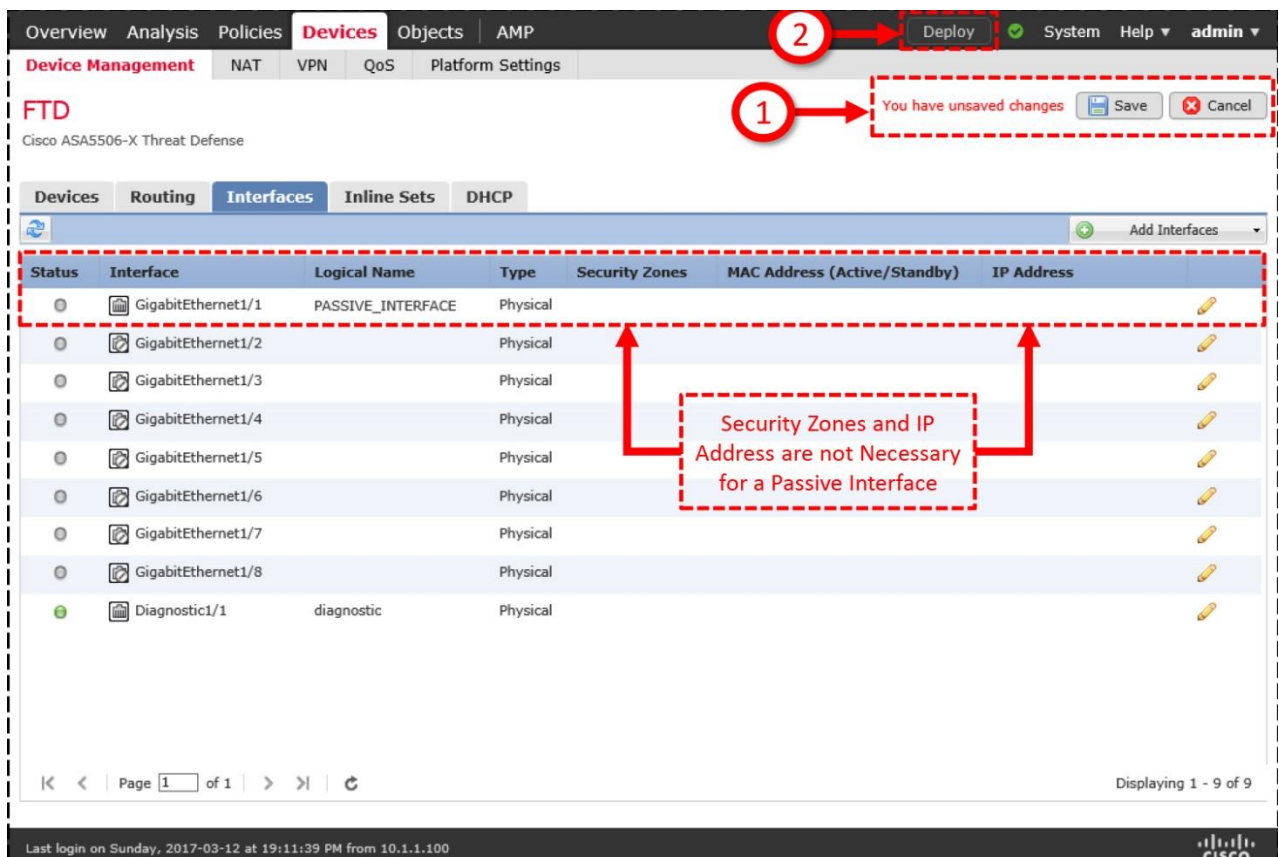 Overview Analysis Policies Devices Objects AMP 2 Deploy System Help admin
Device Management NAT VPN QoS Platform Settings
FTD 1 You have unsaved changes Save Cancel
Cisco ASA5506-X Threat Defense
Devices Routing Interfaces Inline Sets DHCP
Add Interfaces
Status Interface Logical Name Type Security Zones MAC Address (Active/Standby) IP Address
GigabitEthernet1/1 PASSIVE_INTERFACE Physical
GigabitEthernet1/2 Physical
GigabitEthernet1/3 Physical
GigabitEthernet1/4 Physical
GigabitEthernet1/5 Physical
GigabitEthernet1/6 Physical
GigabitEthernet1/7 Physical
GigabitEthernet1/8 Physical
Diagnostic1/1 diagnostic Physical
Security Zones and IP
Address are not Necessary
for a Passive Interface
Page 1 of 1 Displaying 1 - 9 of 9
Last login on Sunday, 2017-03-12 at 19:11:39 PM from 10.1.1.100 CISCO